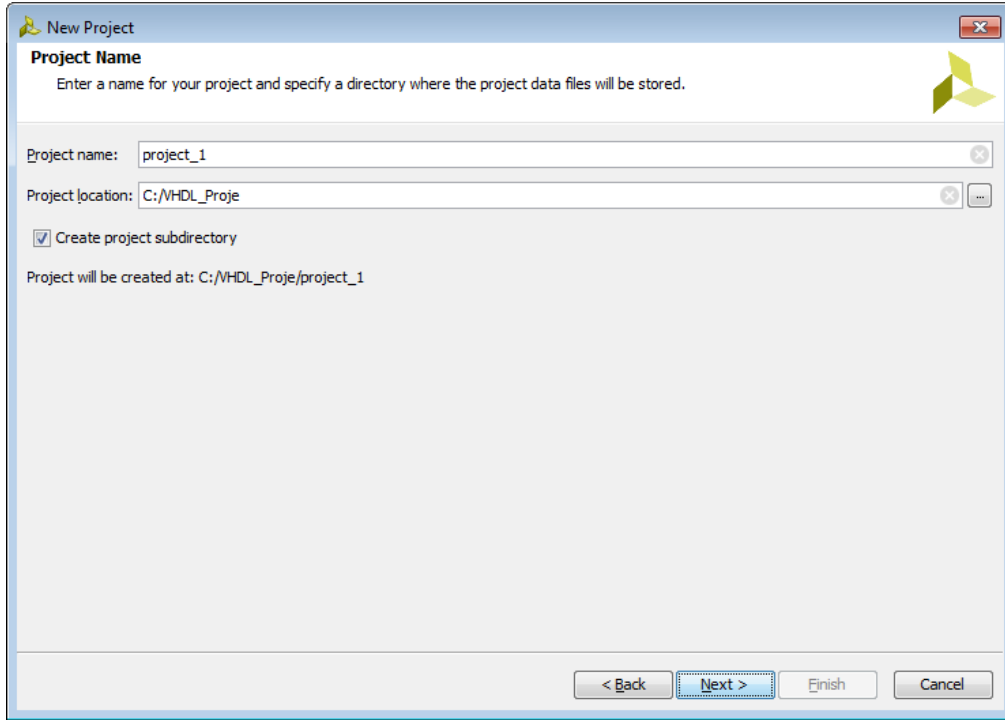 New Project
Project Name
Enter a name for your project and specify a directory where the project data files will be stored.
Project name: project_1
Project location: C:/VHDL_Proje ...
Create project subdirectory
Project will be created at: C:/VHDL_Proje/project_1
< Back Next > Finish Cancel